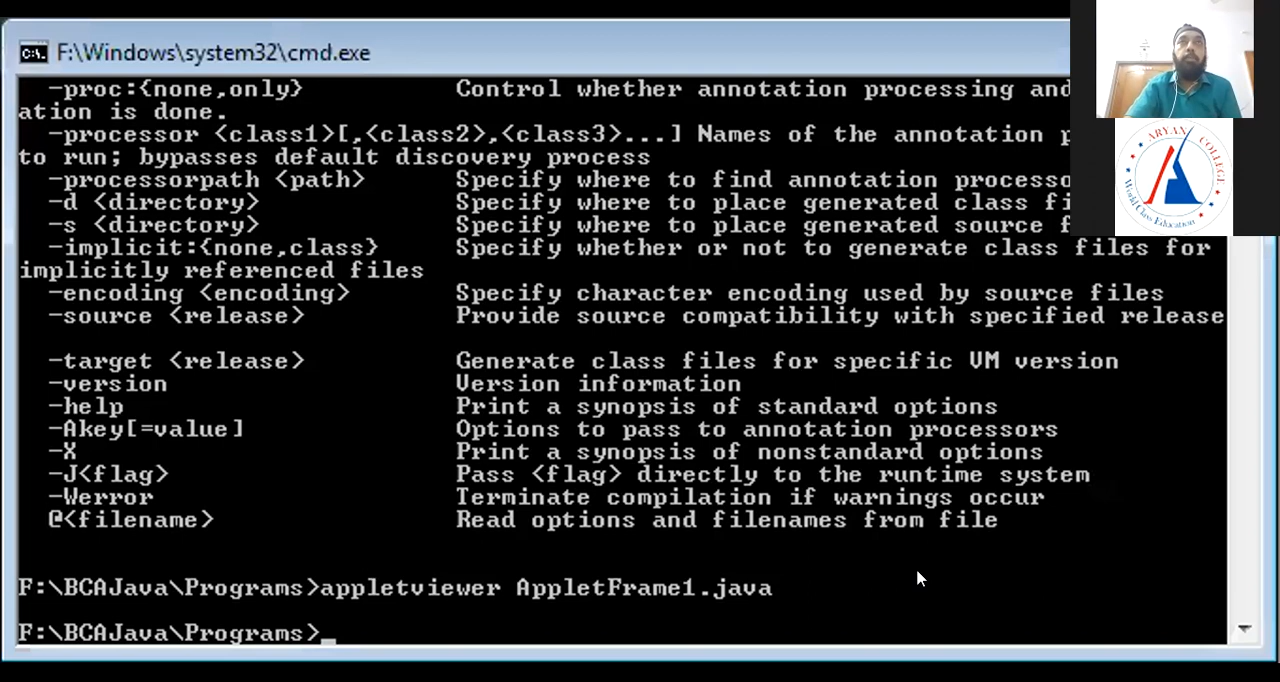 F:\Windows\system32\cmd.exe
-proc:{none,only} Control whether annotation processing and
ation is done.
-processor <class1>[,<class2>,<class3>...] Names of the annotation p
to run; bypasses default discovery process
-processorpath <path> Specify where to find annotation processo
-d <directory> Specify where to place generated class fi
-s <directory> Specify where to place generated source f
-implicit:{none,class} Specify whether or not to generate class files for
implicitly referenced files
-encoding <encoding> Specify character encoding used by source files
-source <release> Provide source compatibility with specified release
-target <release> Generate class files for specific VM version
-version Version information
-help Print a synopsis of standard options
-Akey[=value] Options to pass to annotation processors
-X Print a synopsis of nonstandard options
-J<flag> Pass <flag> directly to the runtime system
-Werror Terminate compilation if warnings occur
@<filename> Read options and filenames from file
F:\BCAJava\Programs>appletviewer AppletFrame1.java
F:\BCAJava\Programs>_
ARYAN COLLEGE
World Class Education